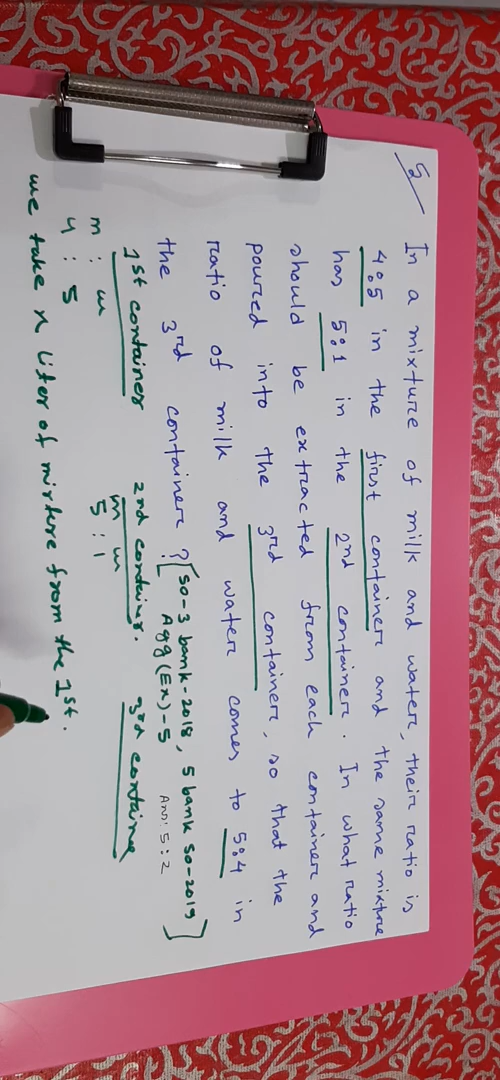 5
In a mixture of milk and water, their ratio is
4:5 in the first container and the same mixture
has 5:1 in the 2nd container. In what ratio
should be extracted from each container and
poured into the 3rd container, so that the
ratio of milk and water comes to 5:4 in
the 3rd container? [SO-3 bank-2018, 5 bank SO-2019]
Agg (Ex)-5 Ans: 5:2
1st container 2nd container. 3rd container
m : w m w
4 : 5 5 : 1
we take x liter of mixture from the 1st.